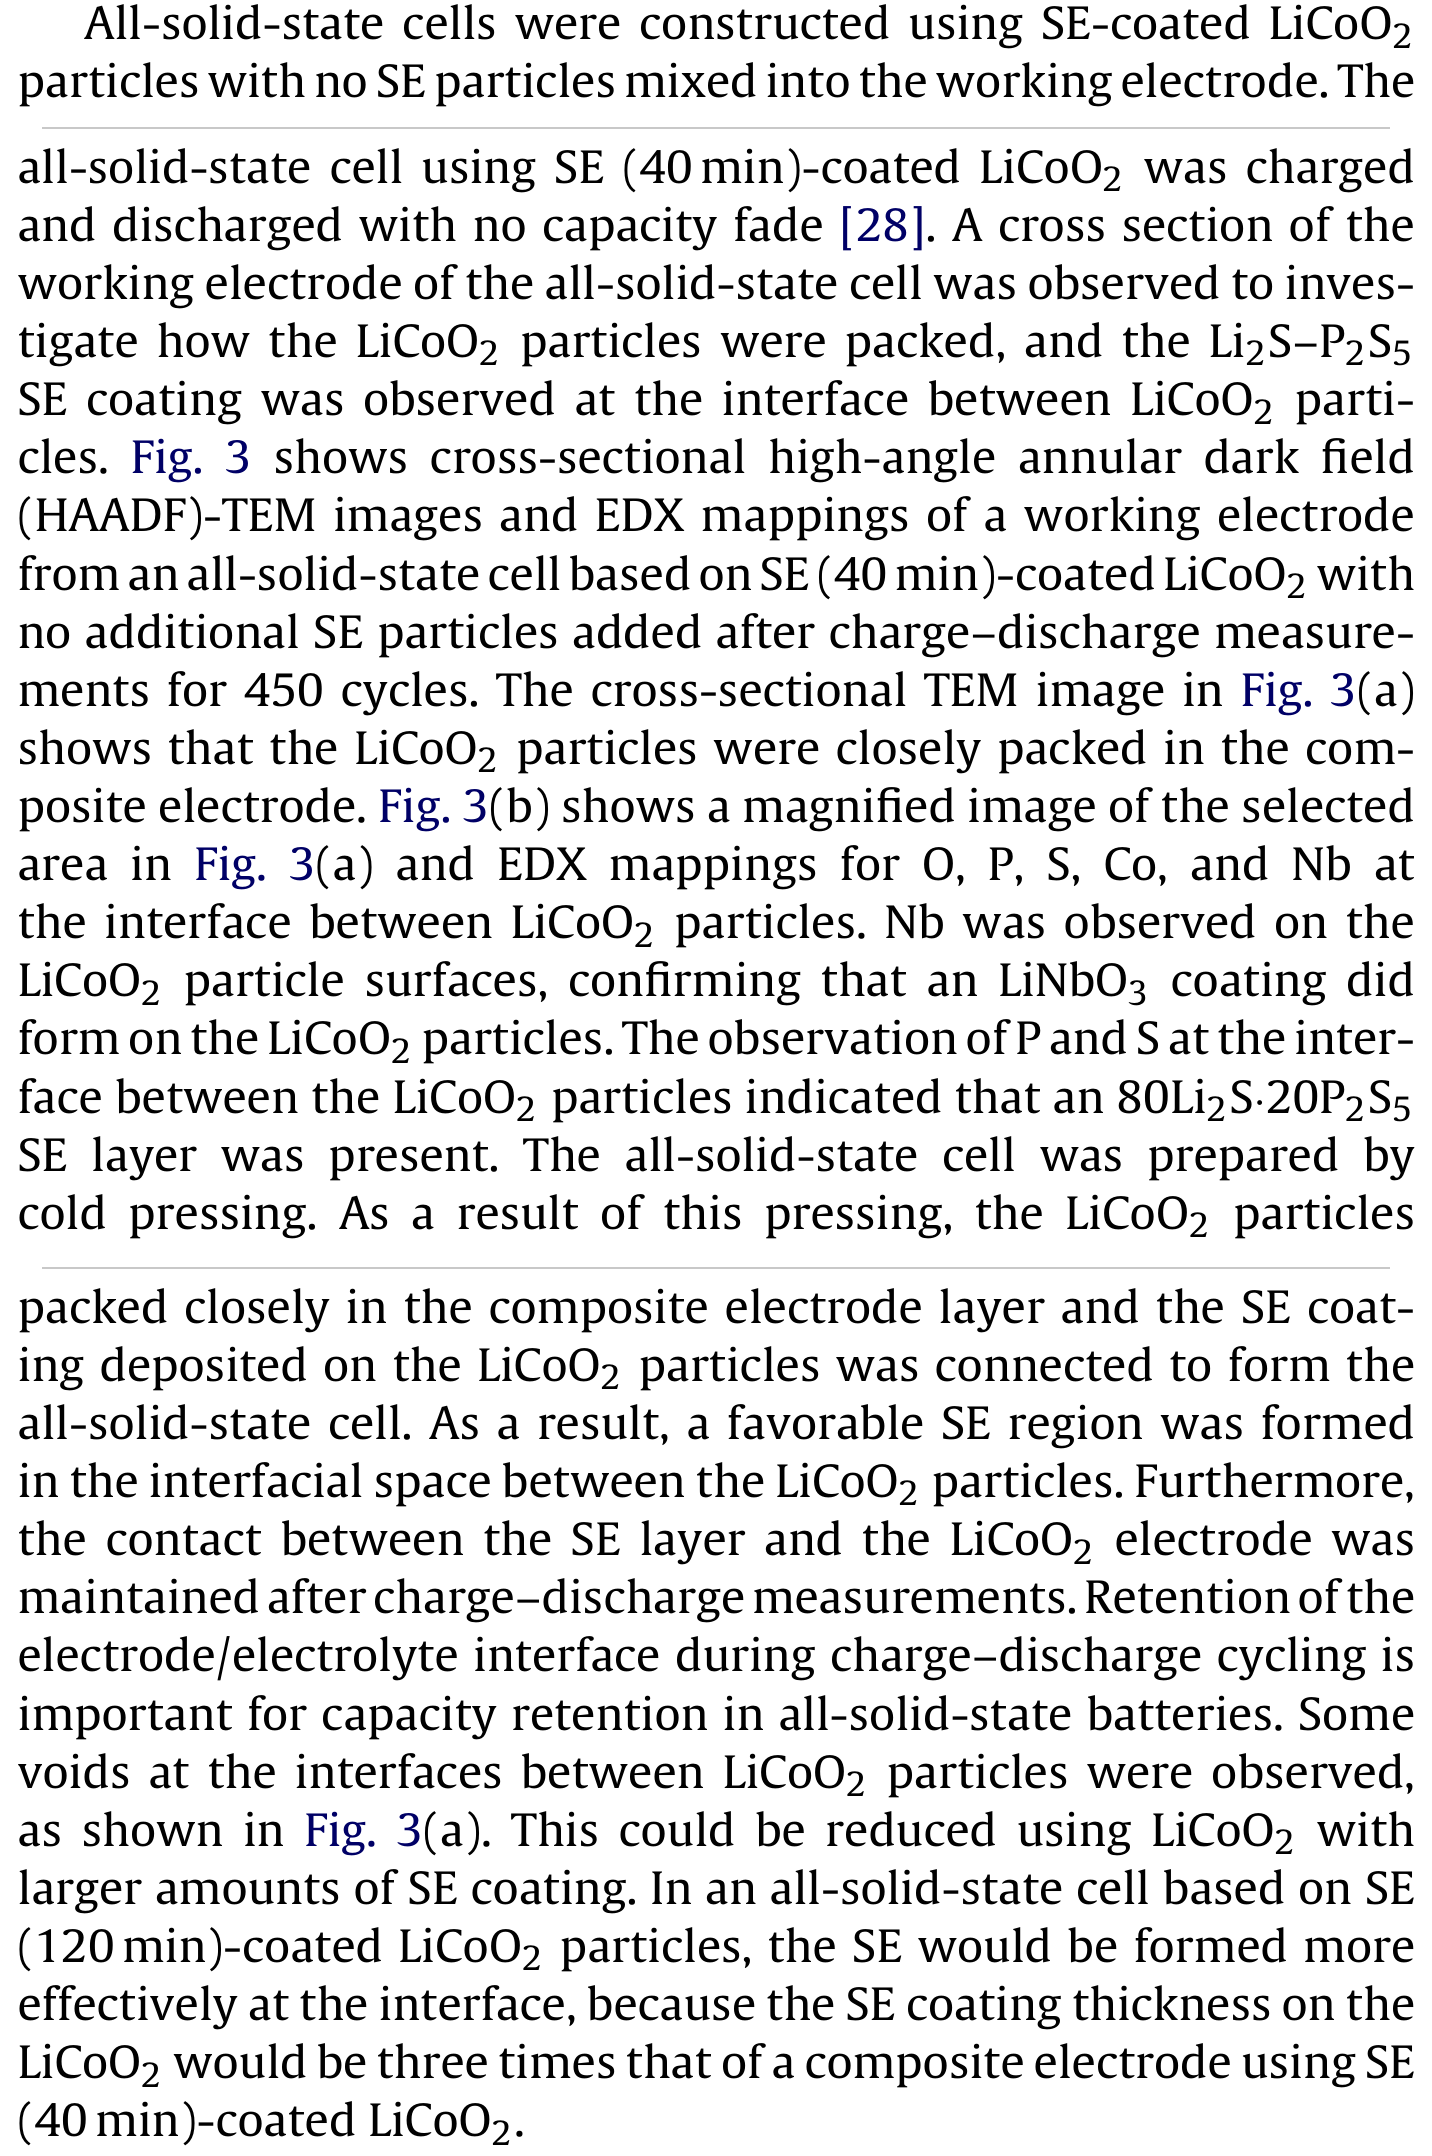 All-solid-state cells were constructed using SE-coated LiCoO₂
particles with no SE particles mixed into the working electrode. The
all-solid-state cell using SE (40 min)-coated LiCoO₂ was charged
and discharged with no capacity fade [28]. A cross section of the
working electrode of the all-solid-state cell was observed to inves-
tigate how the LiCoO₂ particles were packed, and the Li₂S–P₂S₅
SE coating was observed at the interface between LiCoO₂ parti-
cles. Fig. 3 shows cross-sectional high-angle annular dark field
(HAADF)-TEM images and EDX mappings of a working electrode
from an all-solid-state cell based on SE (40 min)-coated LiCoO₂ with
no additional SE particles added after charge–discharge measure-
ments for 450 cycles. The cross-sectional TEM image in Fig. 3(a)
shows that the LiCoO₂ particles were closely packed in the com-
posite electrode. Fig. 3(b) shows a magnified image of the selected
area in Fig. 3(a) and EDX mappings for O, P, S, Co, and Nb at
the interface between LiCoO₂ particles. Nb was observed on the
LiCoO₂ particle surfaces, confirming that an LiNbO₃ coating did
form on the LiCoO₂ particles. The observation of P and S at the inter-
face between the LiCoO₂ particles indicated that an 80Li₂S·20P₂S₅
SE layer was present. The all-solid-state cell was prepared by
cold pressing. As a result of this pressing, the LiCoO₂ particles
packed closely in the composite electrode layer and the SE coat-
ing deposited on the LiCoO₂ particles was connected to form the
all-solid-state cell. As a result, a favorable SE region was formed
in the interfacial space between the LiCoO₂ particles. Furthermore,
the contact between the SE layer and the LiCoO₂ electrode was
maintained after charge–discharge measurements. Retention of the
electrode/electrolyte interface during charge–discharge cycling is
important for capacity retention in all-solid-state batteries. Some
voids at the interfaces between LiCoO₂ particles were observed,
as shown in Fig. 3(a). This could be reduced using LiCoO₂ with
larger amounts of SE coating. In an all-solid-state cell based on SE
(120 min)-coated LiCoO₂ particles, the SE would be formed more
effectively at the interface, because the SE coating thickness on the
LiCoO₂ would be three times that of a composite electrode using SE
(40 min)-coated LiCoO₂.